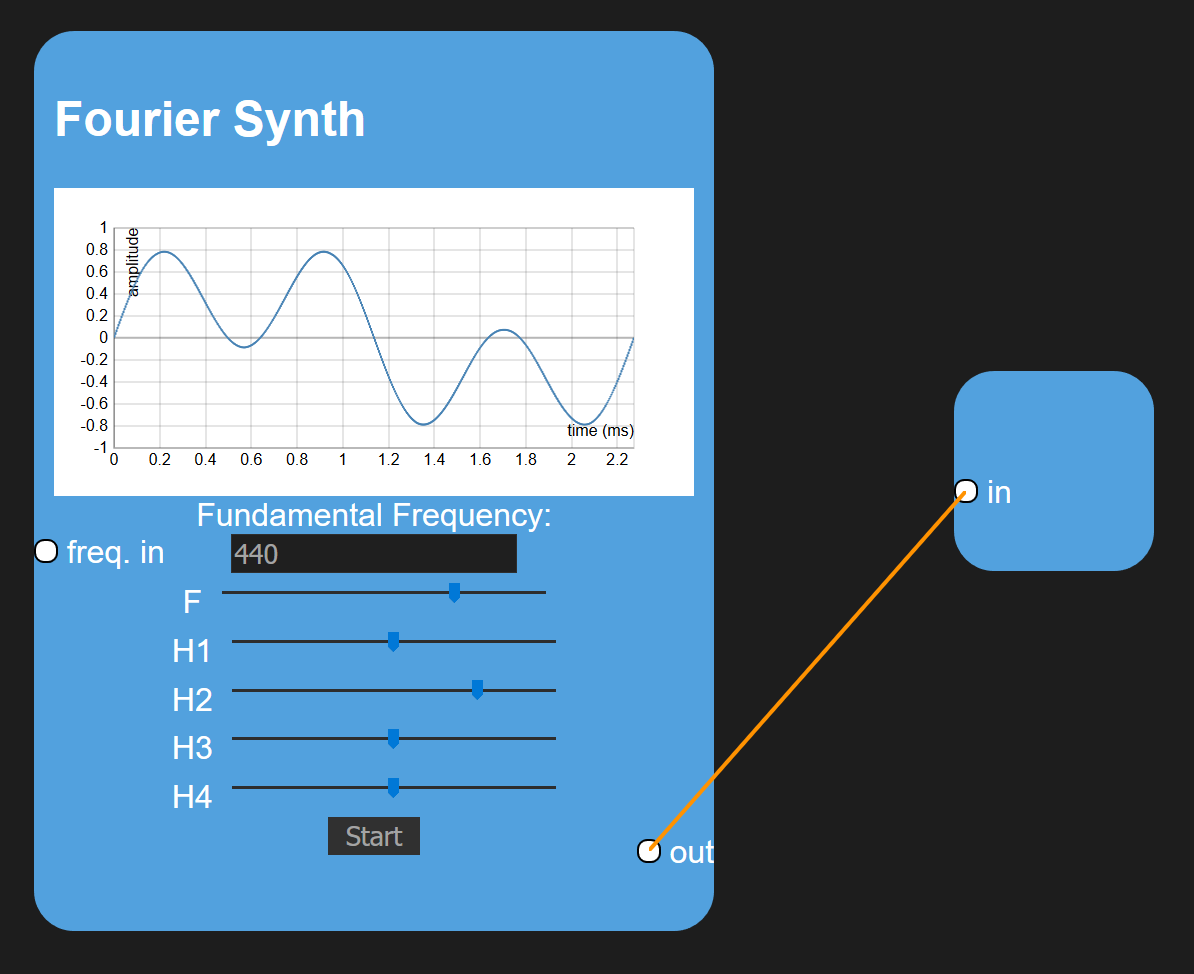 Fourier Synth
1
0.8
0.6
0.4
0.2
0
-0.2
-0.4
-0.6
-0.8
-1
amplitude
time (ms)
0 0.2 0.4 0.6 0.8 1 1.2 1.4 1.6 1.8 2 2.2
Fundamental Frequency:
freq. in 440
F
H1
H2
H3
H4
Start
out
in